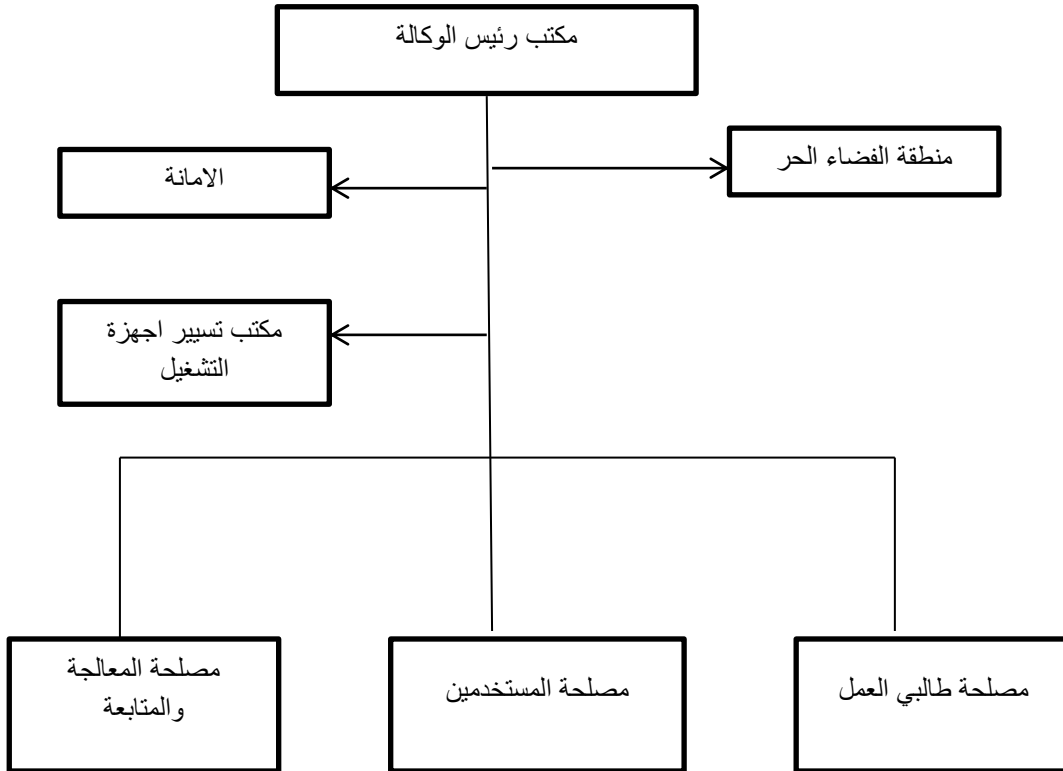 مكتب رئيس الوكالة
منطقة الفضاء الحر
الامانة
مكتب تسيير اجهزة
التشغيل
مصلحة طالبي العمل
مصلحة المستخدمين
مصلحة المعالجة
والمتابعة